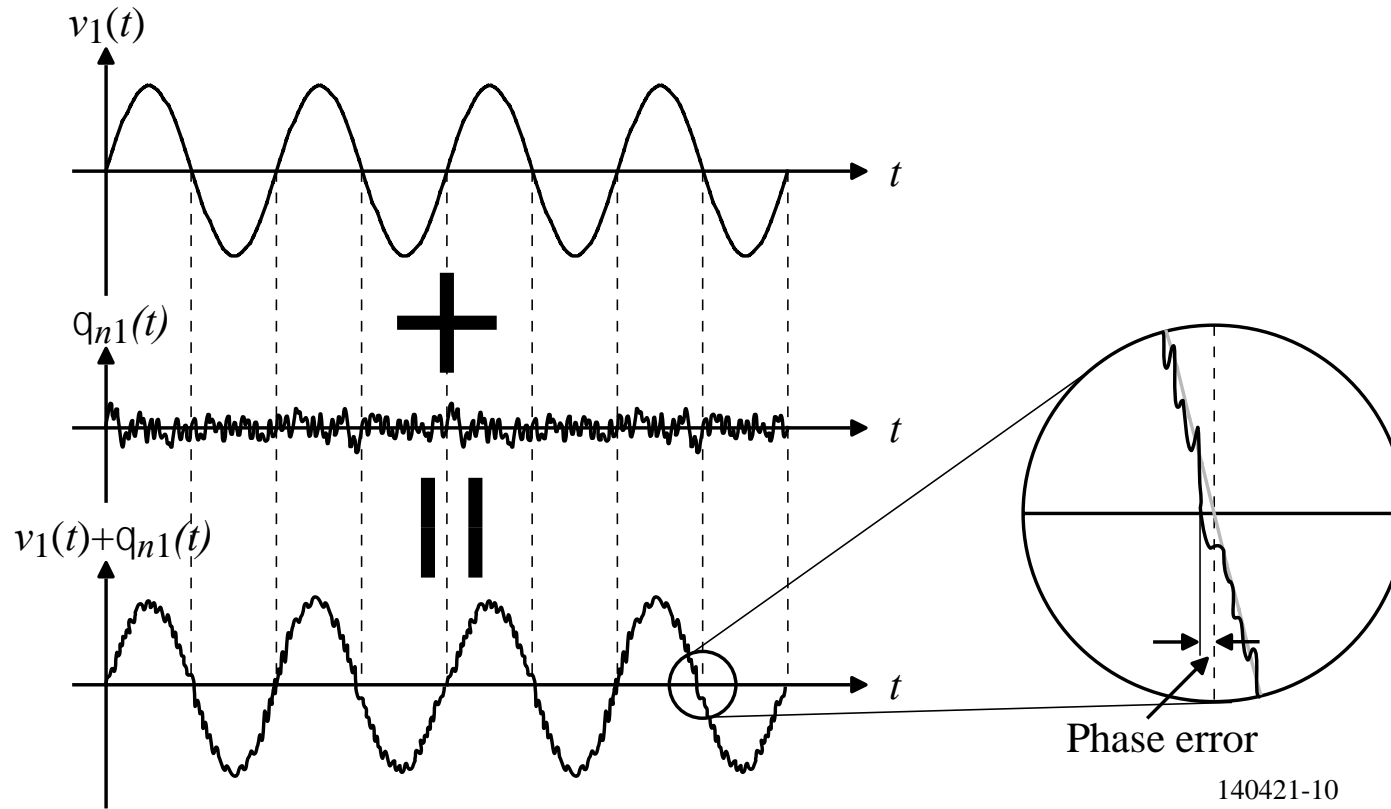 v1(t)
t
qn1(t)
t
v1(t)+qn1(t)
t
Phase error
140421-10